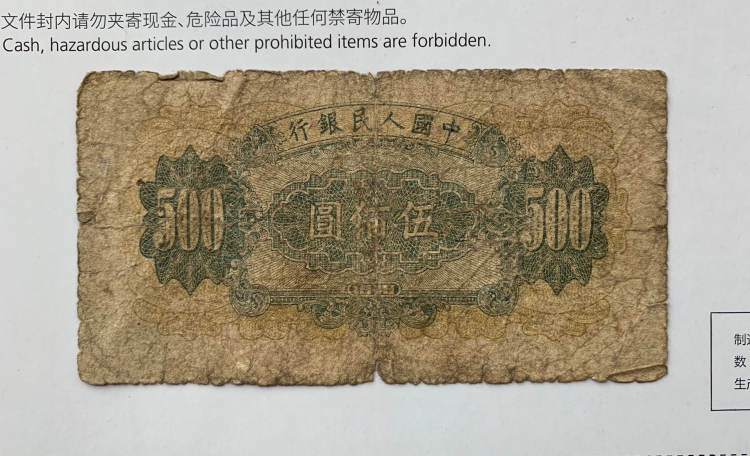 文件封内请勿夹寄现金、危险品及其他任何禁寄物品。
Cash, hazardous articles or other prohibited items are forbidden.
行銀民人國中
500 圓佰伍 500
制造
数
生产